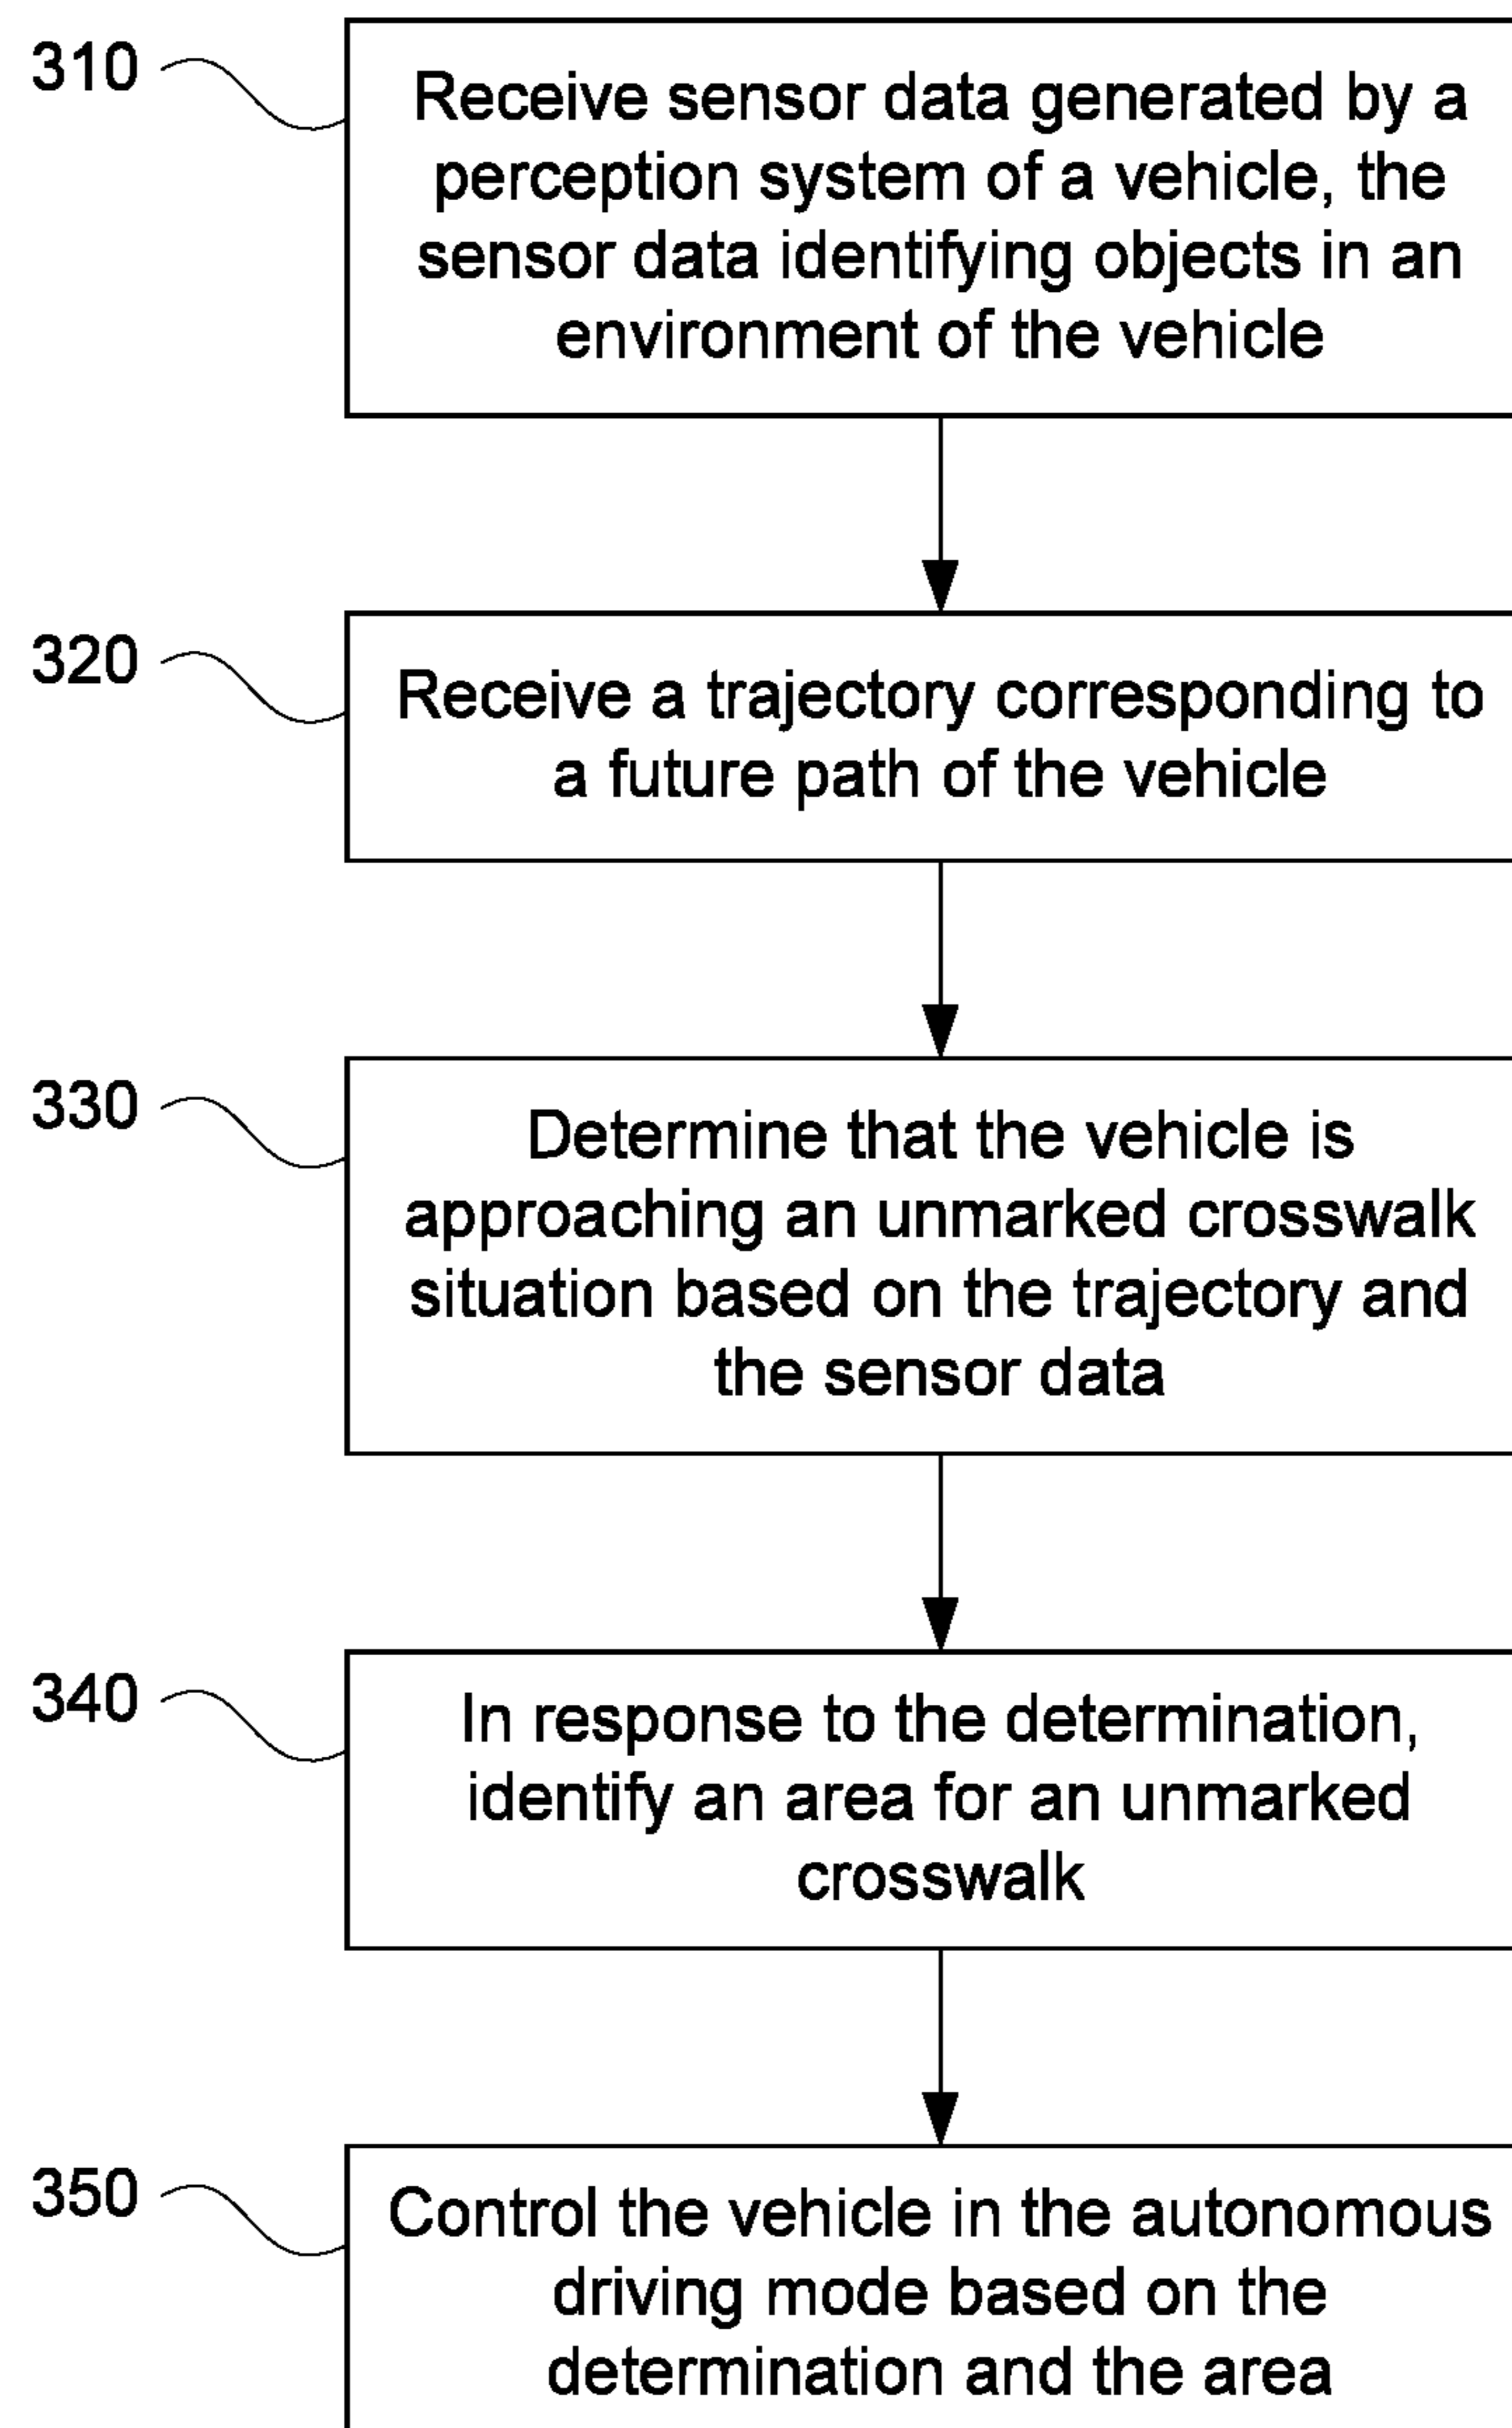 310
Receive sensor data generated by a
perception system of a vehicle, the
sensor data identifying objects in an
environment of the vehicle
320
Receive a trajectory corresponding to
a future path of the vehicle
330
Determine that the vehicle is
approaching an unmarked crosswalk
situation based on the trajectory and
the sensor data
340
In response to the determination,
identify an area for an unmarked
crosswalk
350
Control the vehicle in the autonomous
driving mode based on the
determination and the area